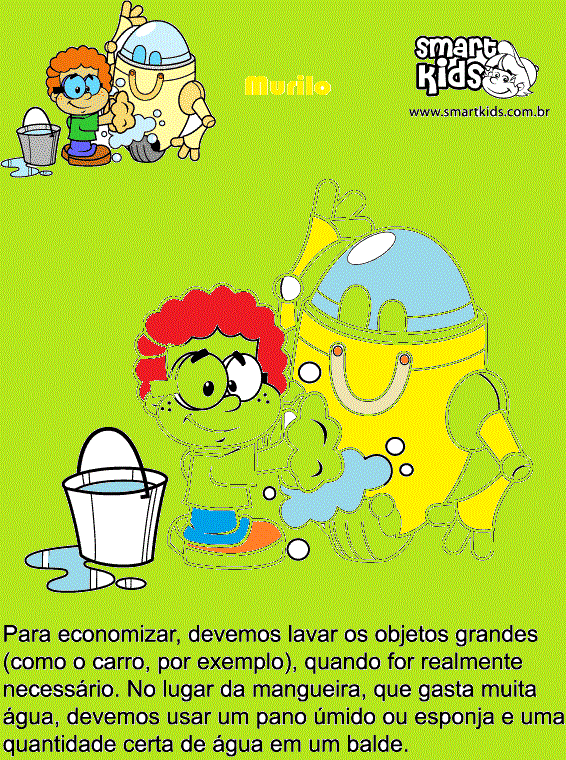 smart
kids
Murilo
www.smartkids.com.br
Para economizar, devemos lavar os objetos grandes
(como o carro, por exemplo), quando for realmente
necessário. No lugar da mangueira, que gasta muita
água, devemos usar um pano úmido ou esponja e uma
quantidade certa de água em um balde.